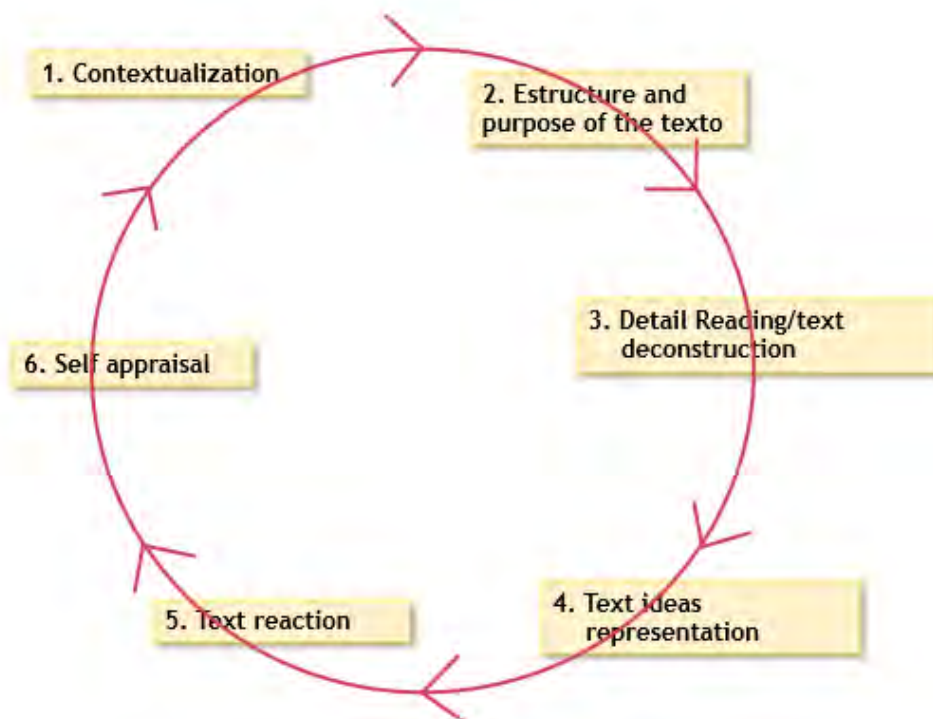 1. Contextualization
2. Estructure and
purpose of the texto
3. Detail Reading/text
deconstruction
4. Text ideas
representation
5. Text reaction
6. Self appraisal